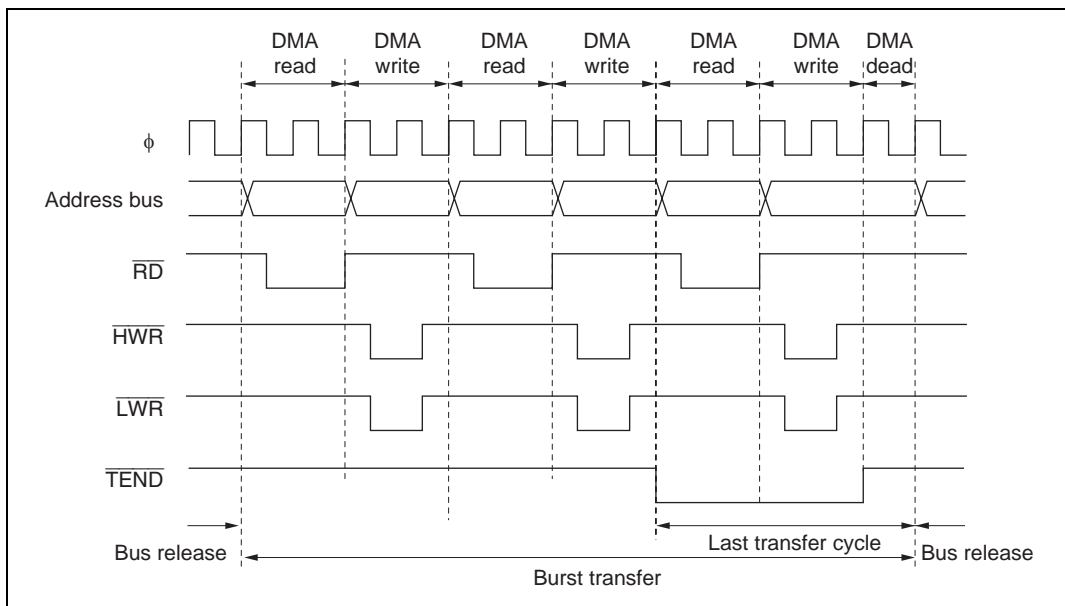 DMA read DMA write DMA read DMA write DMA read DMA write DMA dead
ϕ
Address bus
RD
HWR
LWR
TEND
Bus release
Last transfer cycle
Bus release
Burst transfer